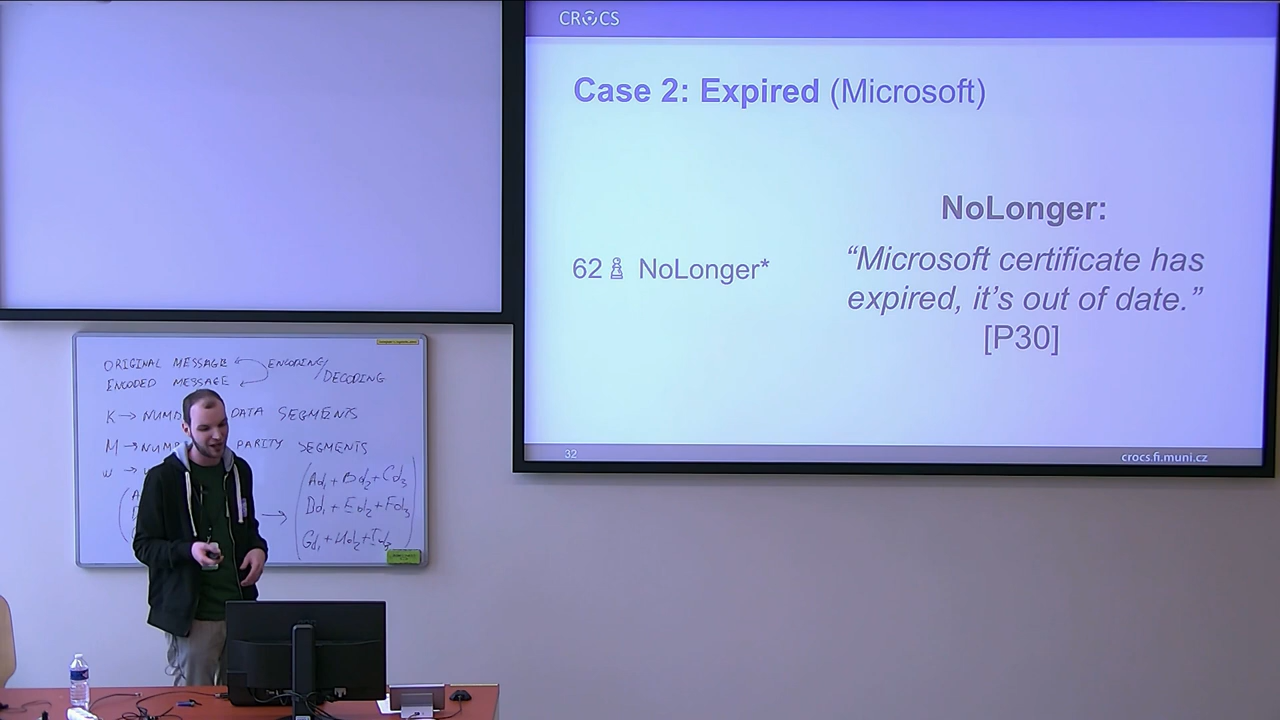 CROCS
Case 2: Expired (Microsoft)
NoLonger:
62 NoLonger*
“Microsoft certificate has
expired, it’s out of date.”
[P30]
32
crocs.fi.muni.cz
ORIGINAL MESSAGE
ENCODING/
DECODING
ENCODED MESSAGE
K → DATA SEGMENTS
M → PARITY SEGMENTS
w →
Ad₁ + Bd₂ + Cd₃
Dd₁ + Ed₂ + Fd₃
Gd₁ + Hd₂ + Id₃